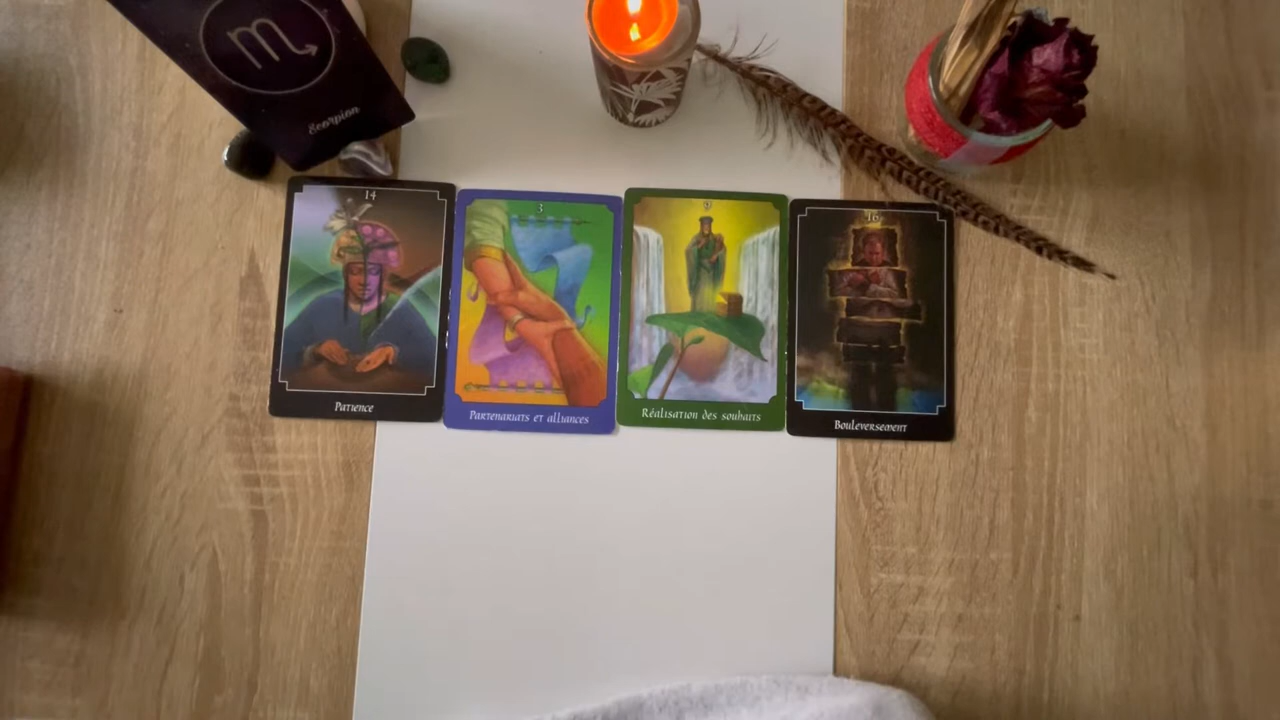 Scorpion
14
Patience
3
Partenariats et alliances
9
Réalisation des souhaits
16
Bouleversement